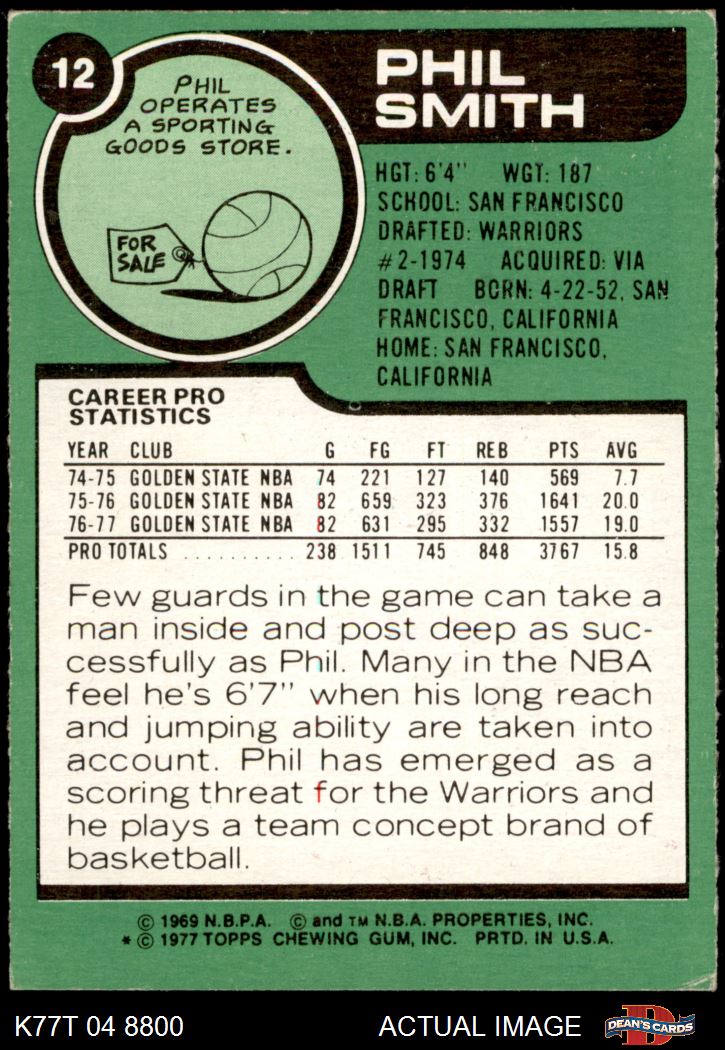 12
PHIL
OPERATES
A SPORTING
GOODS STORE.
FOR
SALE
PHIL
SMITH
HGT: 6'4" WGT: 187
SCHOOL: SAN FRANCISCO
DRAFTED: WARRIORS
#2-1974 ACQUIRED: VIA
DRAFT BORN: 4-22-52, SAN
FRANCISCO, CALIFORNIA
HOME: SAN FRANCISCO,
CALIFORNIA
CAREER PRO
STATISTICS
YEAR CLUB G FG FT REB PTS AVG
74-75 GOLDEN STATE NBA 74 221 127 140 569 7.7
75-76 GOLDEN STATE NBA 82 659 323 376 1641 20.0
76-77 GOLDEN STATE NBA 82 631 295 332 1557 19.0
PRO TOTALS .......... 238 1511 745 848 3767 15.8
Few guards in the game can take a
man inside and post deep as suc-
cessfully as Phil. Many in the NBA
feel he's 6'7" when his long reach
and jumping ability are taken into
account. Phil has emerged as a
scoring threat for the Warriors and
he plays a team concept brand of
basketball.
© 1969 N.B.P.A. © and TM N.B.A. PROPERTIES, INC.
* © 1977 TOPPS CHEWING GUM, INC. PRTD. IN U.S.A.
K77T 04 8800 ACTUAL IMAGE D DEAN'S CARDS